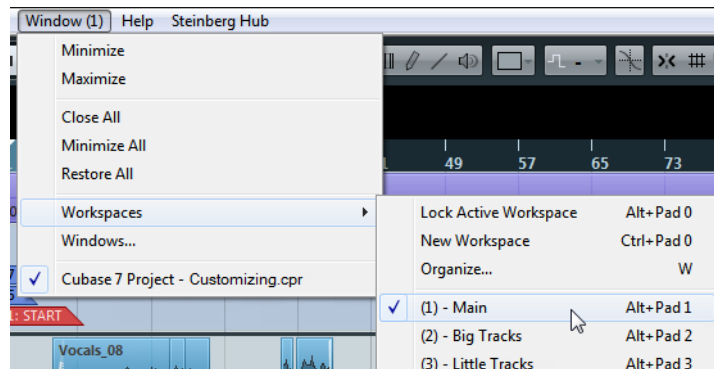 Window (1) Help Steinberg Hub
Minimize
Maximize
Close All
Minimize All
Restore All
49 57 65 73
Workspaces
Windows...
Cubase 7 Project - Customizing.cpr
Lock Active Workspace Alt+Pad 0
New Workspace Ctrl+Pad 0
Organize... W
(1) - Main Alt+Pad 1
(2) - Big Tracks Alt+Pad 2
(3) - Little Tracks Alt+Pad 3
: START
Vocals_08